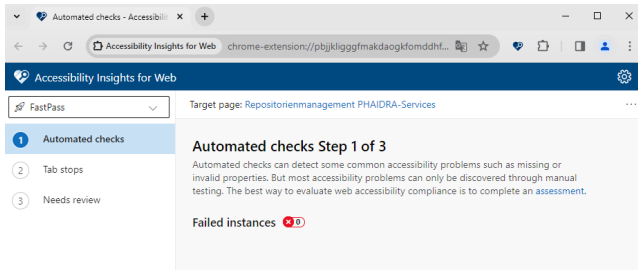 Automated checks - Accessibili
Accessibility Insights for Web
chrome-extension://pbjjkligggfmakdaogkfomddhf...
Accessibility Insights for Web
FastPass
Target page: Repositorienmanagement PHAIDRA-Services
1 Automated checks
2 Tab stops
3 Needs review
Automated checks Step 1 of 3
Automated checks can detect some common accessibility problems such as missing or
invalid properties. But most accessibility problems can only be discovered through manual
testing. The best way to evaluate web accessibility compliance is to complete an assessment.
Failed instances 0